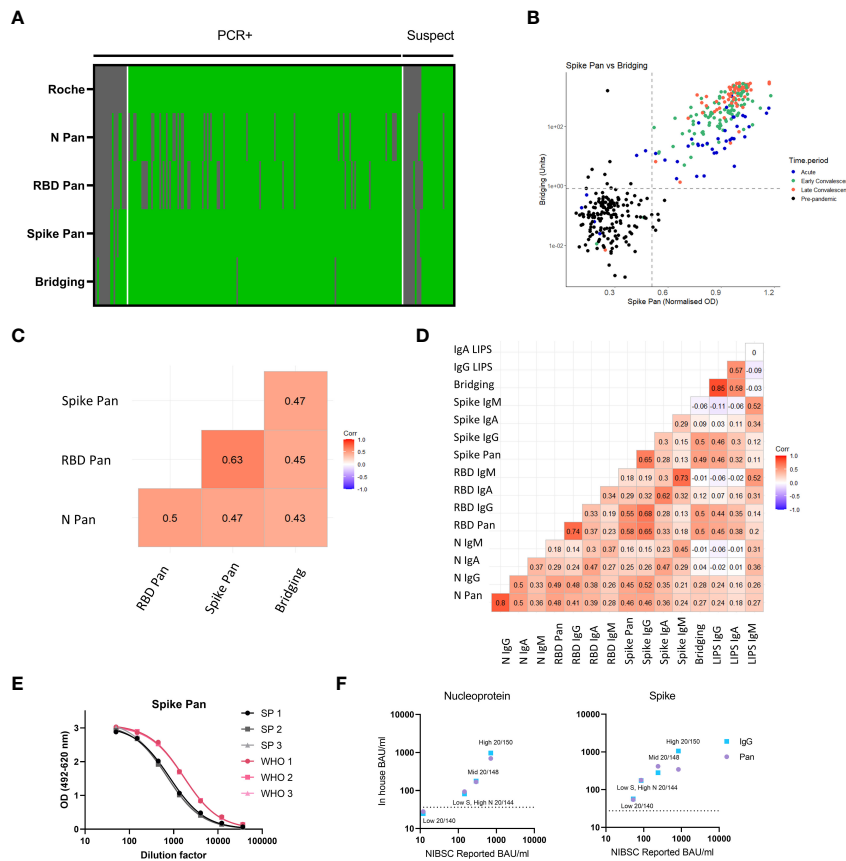 A
PCR+
Suspect
Roche
N Pan
RBD Pan
Spike Pan
Bridging
B
Spike Pan vs Bridging
Bridging (Units)
5e+02
5e+00
5e-02
0.3
0.6
0.9
1.2
Spike Pan (Normalised OD)
Time.period
Acute
Early Convalescen
Late Convalescen
Pre-pandemic
C
Spike Pan
0.47
RBD Pan
0.63
0.45
N Pan
0.5
0.47
0.43
RBD Pan
Spike Pan
Bridging
Corr
1.0
0.5
0.0
-0.5
-1.0
D
IgA LIPS
0
IgG LIPS
0.57 -0.09
Bridging
0.85 0.58 -0.03
Spike IgM
-0.06 -0.11 -0.06 0.52
Spike IgA
0.29 0.09 0.03 0.11 0.34
Spike IgG
0.3 0.15 0.5 0.46 0.3 0.12
Spike Pan
0.65 0.28 0.13 0.49 0.46 0.32 0.11
RBD IgM
0.18 0.19 0.3 0.73 0.01 -0.06 -0.02 0.52
RBD IgA
0.34 0.29 0.32 0.62 0.32 0.12 0.07 0.16 0.31
RBD IgG
0.33 0.19 0.55 0.68 0.33 0.18 0.5 0.44 0.35 0.14
RBD Pan
0.74 0.37 0.19 0.58 0.65 0.33 0.18 0.5 0.45 0.38 0.2
N IgM
0.18 0.14 0.3 0.37 0.16 0.15 0.23 0.45 -0.01 -0.06 -0.01 0.31
N IgA
0.37 0.29 0.24 0.47 0.27 0.25 0.26 0.47 0.29 0.04 -0.02 0.01 0.36
N IgG
0.5 0.33 0.49 0.48 0.38 0.26 0.45 0.52 0.35 0.21 0.28 0.24 0.16 0.26
N Pan
0.8 0.5 0.36 0.48 0.41 0.39 0.28 0.46 0.46 0.36 0.24 0.27 0.24 0.18 0.27
N IgG
N IgA
N IgM
RBD Pan
RBD IgG
RBD IgA
RBD IgM
Spike Pan
Spike IgG
Spike IgA
Spike IgM
Bridging
LIPS IgG
LIPS IgA
LIPS IgM
Corr
1.0
0.5
0.0
-0.5
-1.0
E
Spike Pan
OD (492-620 nm)
3
2
1
0
10
100
1000
10000
100000
Dilution factor
SP 1
SP 2
SP 3
WHO 1
WHO 2
WHO 3
F
Nucleoprotein
In house BAU/ml
10000
1000
100
10
High 20/150
Mid 20/148
Low S, High N 20/144
Low 20/140
10
100
1000
10000
NIBSC Reported BAU/ml
Spike
10000
1000
100
10
High 20/150
Mid 20/148
Low S, High N 20/144
Low 20/140
10
100
1000
10000
NIBSC Reported BAU/ml
IgG
Pan